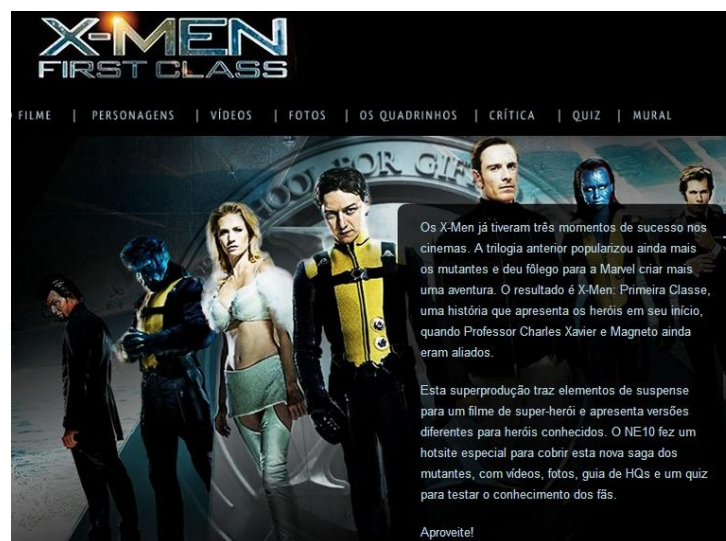 X-MEN
FIRST CLASS
FILME | PERSONAGENS | VÍDEOS | FOTOS | OS QUADRINHOS | CRÍTICA | QUIZ | MURAL
OOL FOR GIF
Os X-Men já tiveram três momentos de sucesso nos
cinemas. A trilogia anterior popularizou ainda mais
os mutantes e deu fôlego para a Marvel criar mais
uma aventura. O resultado é X-Men: Primeira Classe,
uma história que apresenta os heróis em seu início,
quando Professor Charles Xavier e Magneto ainda
eram aliados.
Esta superprodução traz elementos de suspense
para um filme de super-herói e apresenta versões
diferentes para heróis conhecidos. O NE10 fez um
hotsite especial para cobrir esta nova saga dos
mutantes, com vídeos, fotos, guia de HQs e um quiz
para testar o conhecimento dos fãs.
Aproveite!